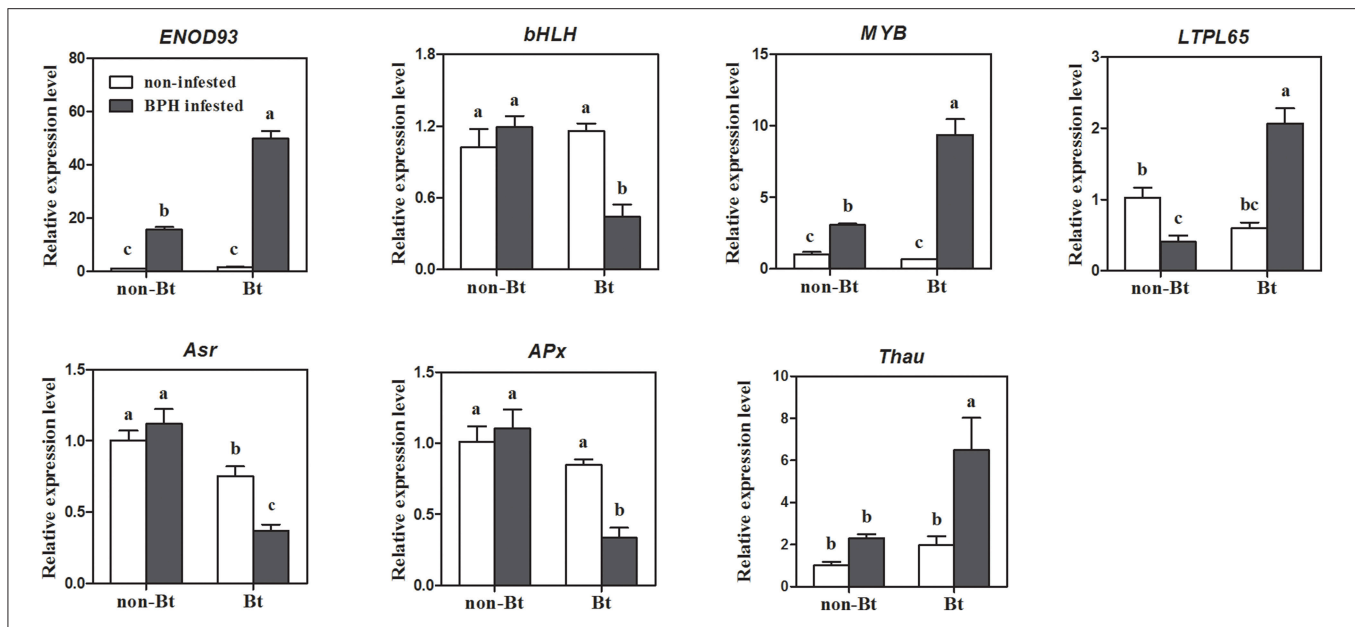 ENOD93
Relative expression level
80
60
40
20
0
non-infested
BPH infested
c
b
c
a
non-Bt
Bt
bHLH
Relative expression level
1.8
1.2
0.6
0.0
a
a
a
b
non-Bt
Bt
MYB
Relative expression level
15
10
5
0
c
b
c
a
non-Bt
Bt
LTPL65
Relative expression level
3
2
1
0
b
c
bc
a
non-Bt
Bt
Asr
Relative expression level
1.5
1.0
0.5
0.0
a
a
b
c
non-Bt
Bt
APx
Relative expression level
1.5
1.0
0.5
0.0
a
a
a
b
non-Bt
Bt
Thau
Relative expression level
10
8
6
4
2
0
b
b
b
a
non-Bt
Bt